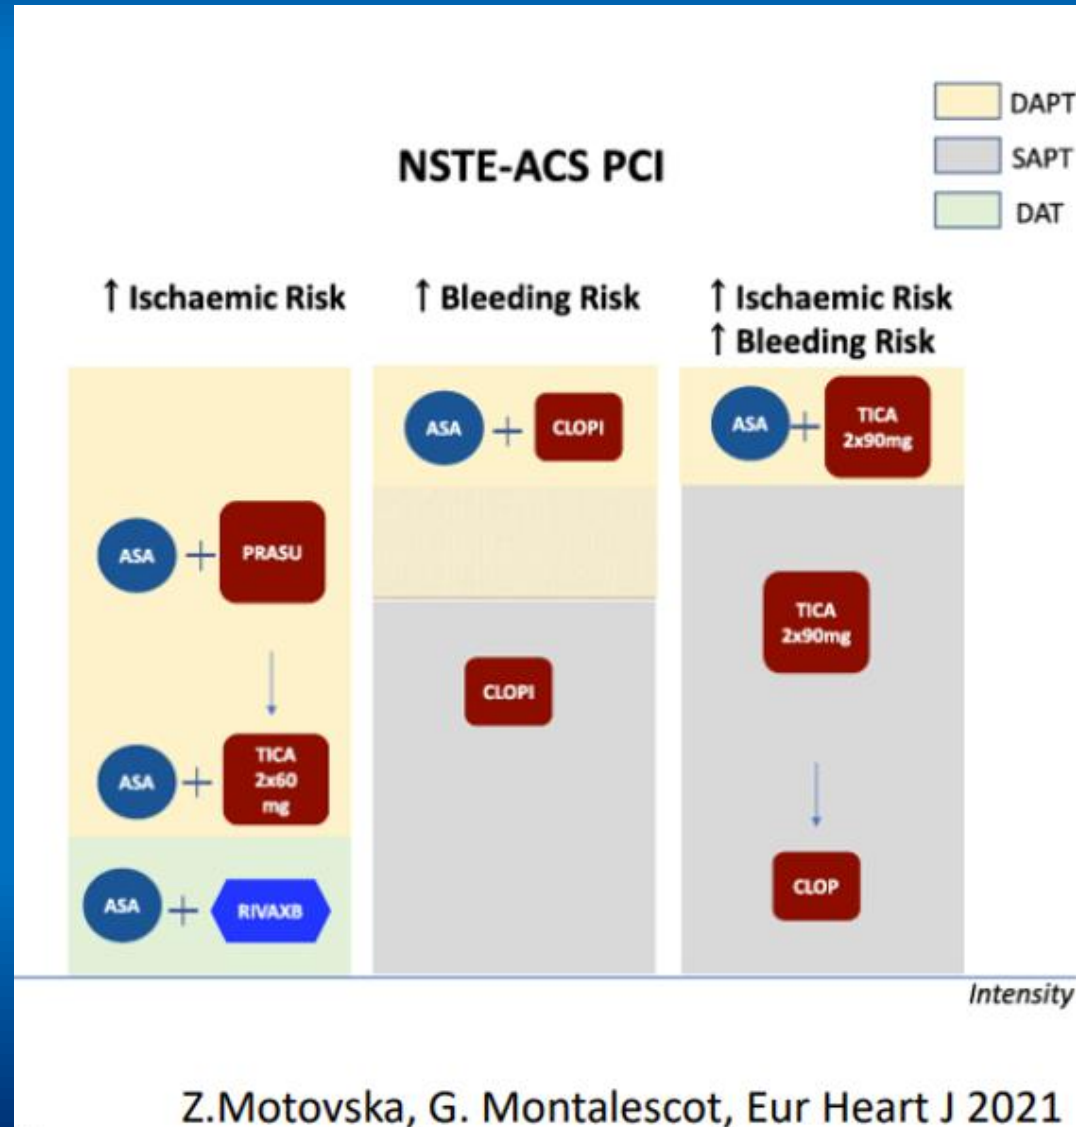 DAPT
SAPT
DAT
NSTE-ACS PCI
↑ Ischaemic Risk
ASA + PRASU
ASA + TICA
2x60
mg
ASA + RIVAXB
↑ Bleeding Risk
ASA + CLOPI
CLOPI
↑ Ischaemic Risk
↑ Bleeding Risk
ASA + TICA
2x90mg
TICA
2x90mg
CLOP
Intensity
Z.Motovska, G. Montalescot, Eur Heart J 2021